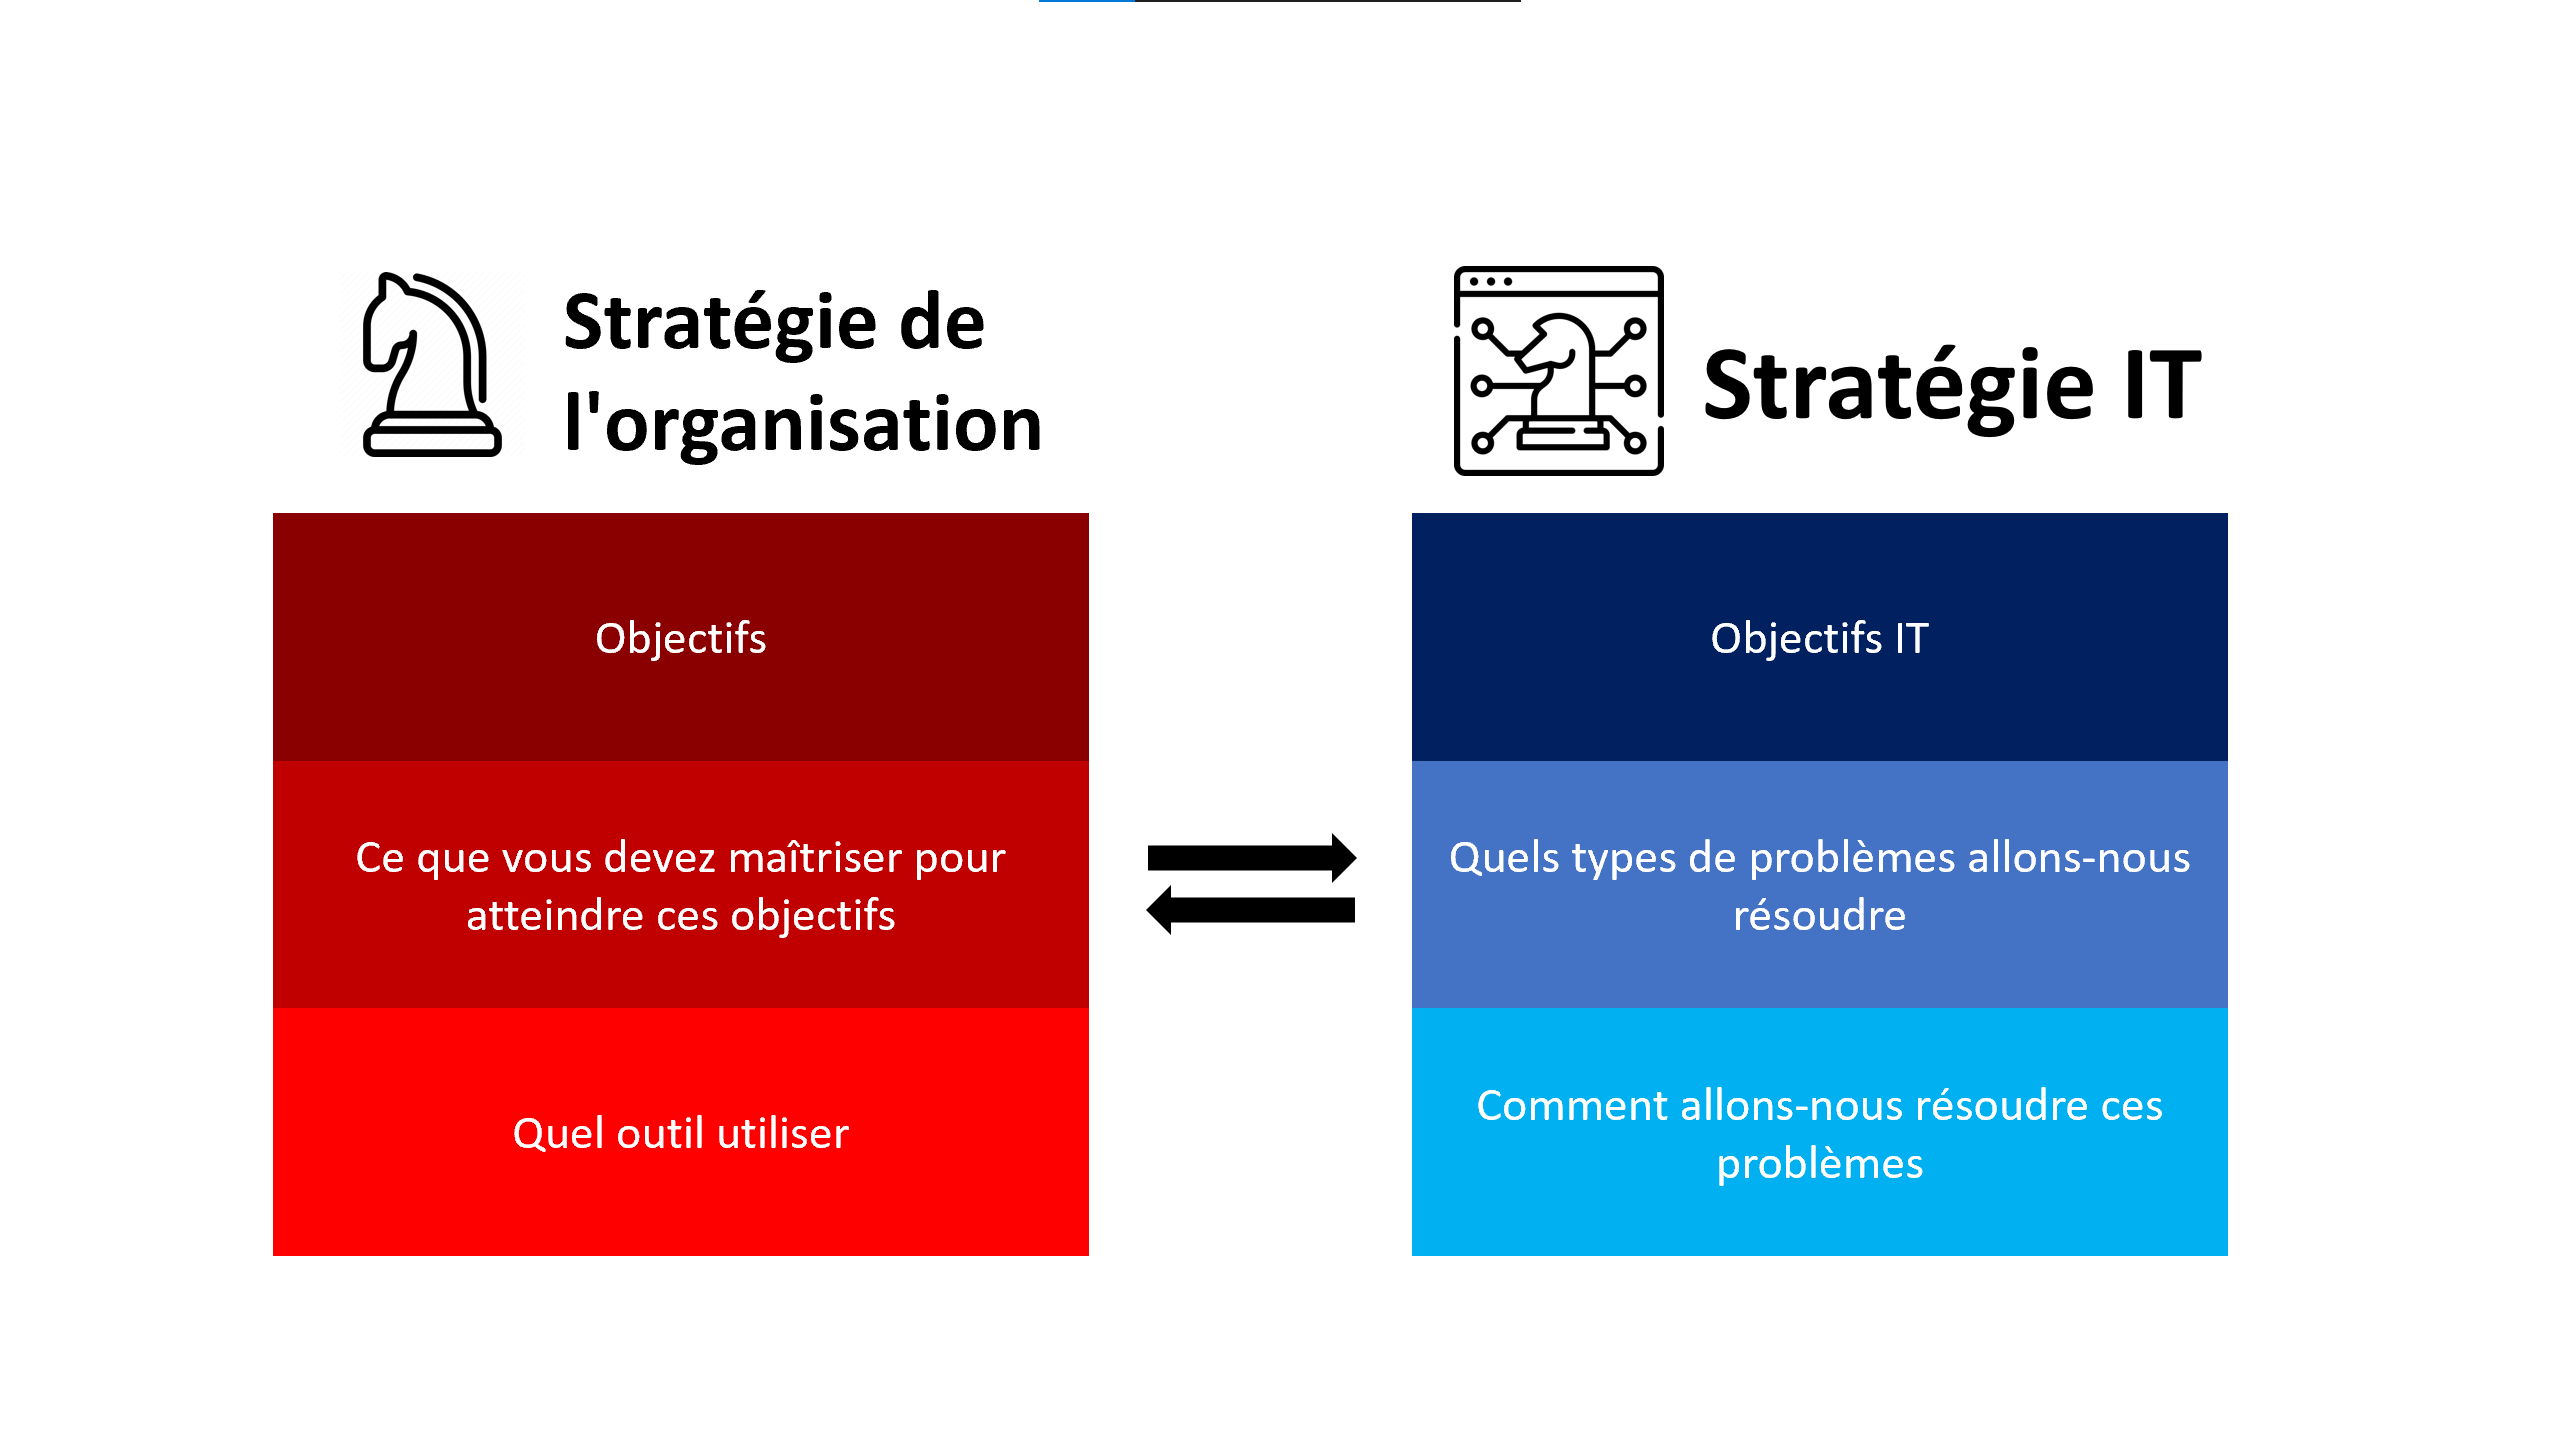 Stratégie de
l'organisation
Objectifs
Ce que vous devez maîtriser pour
atteindre ces objectifs
Quel outil utiliser
Stratégie IT
Objectifs IT
Quels types de problèmes allons-nous
résoudre
Comment allons-nous résoudre ces
problèmes